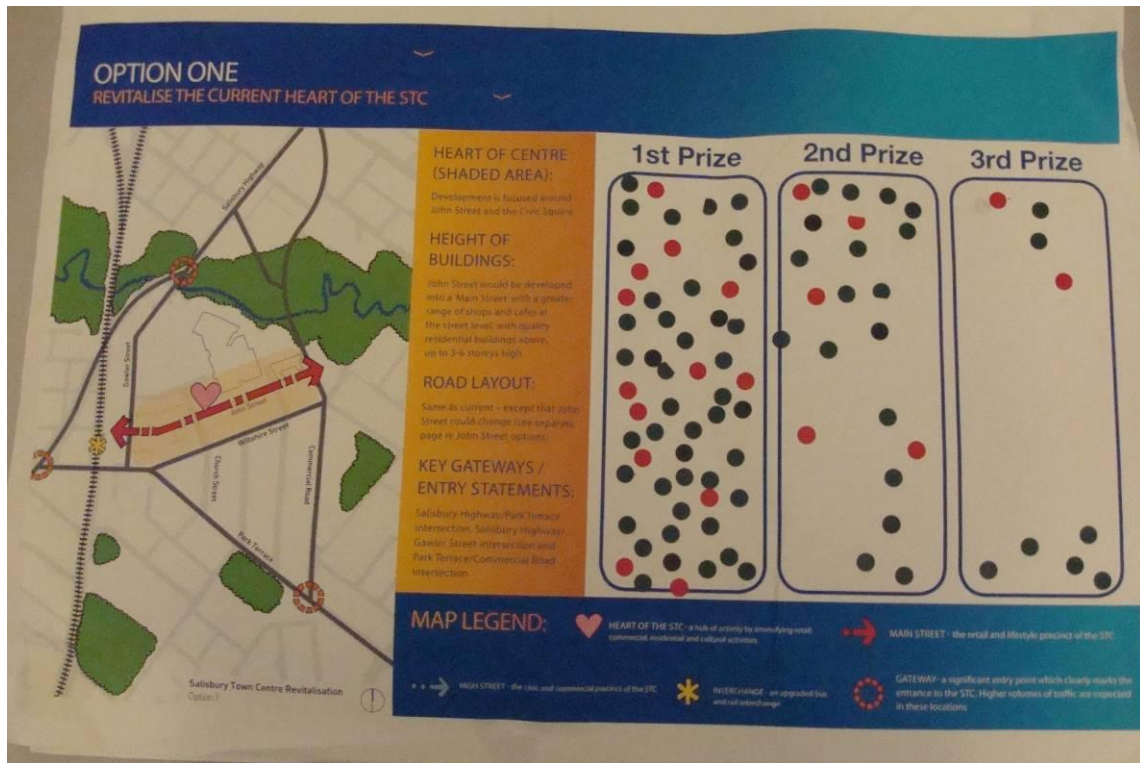 OPTION ONE
REVITALISE THE CURRENT HEART OF THE STC
Salisbury Highway
Gawler Street
John Street
Wiltshire Street
Church Street
Commercial Road
Park Terrace
Salisbury Town Centre Revitalisation
Option 1
HEART OF CENTRE
(SHADED AREA):
Development is focused around
John Street and the Civic Square
HEIGHT OF
BUILDINGS:
John Street would be developed
into a 'Main Street' with a greater
range of shops and cafes at
the street level, with quality
residential buildings above,
up to 3-6 storeys high
ROAD LAYOUT:
Same as current – except that John
Street could change (see separate
page re John Street options)
KEY GATEWAYS /
ENTRY STATEMENTS:
Salisbury Highway/Park Terrace
intersection, Salisbury Highway/
Gawler Street intersection and
Park Terrace/Commercial Road
Intersection
1st Prize
2nd Prize
3rd Prize
MAP LEGEND:
HEART OF THE STC - a hub of activity by intensifying retail,
commercial, residential and cultural activities
MAIN STREET - the retail and lifestyle precinct of the STC
HIGH STREET - the civic and commercial precinct of the STC
INTERCHANGE - an upgraded bus
and rail interchange
GATEWAY - a significant entry point which clearly marks the
entrance to the STC. Higher volumes of traffic are expected
in these locations